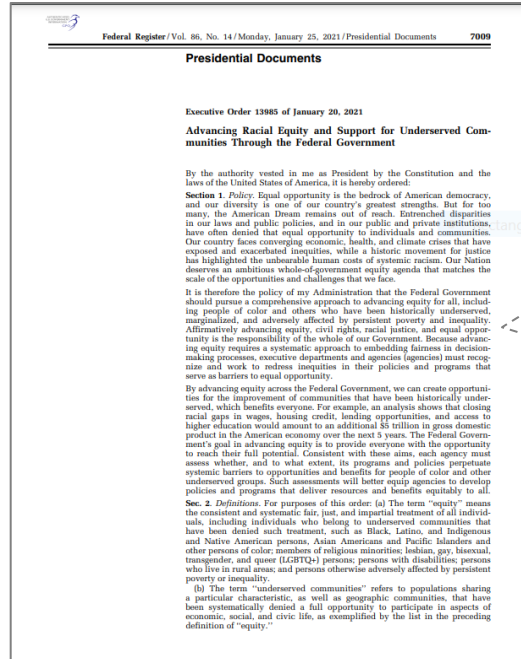 Federal Register / Vol. 86, No. 14 / Monday, January 25, 2021 / Presidential Documents 7009
Presidential Documents
Executive Order 13985 of January 20, 2021
Advancing Racial Equity and Support for Underserved Com-
munities Through the Federal Government
By the authority vested in me as President by the Constitution and the
laws of the United States of America, it is hereby ordered:
Section 1. Policy. Equal opportunity is the bedrock of American democracy,
and our diversity is one of our country's greatest strengths. But for too
many, the American Dream remains out of reach. Entrenched disparities
in our laws and public policies, and in our public and private institutions,
have often denied that equal opportunity to individuals and communities.
Our country faces converging economic, health, and climate crises that have
exposed and exacerbated inequities, while a historic movement for justice
has highlighted the unbearable human costs of systemic racism. Our Nation
deserves an ambitious whole-of-government equity agenda that matches the
scale of the opportunities and challenges that we face.
It is therefore the policy of my Administration that the Federal Government
should pursue a comprehensive approach to advancing equity for all, includ-
ing people of color and others who have been historically underserved,
marginalized, and adversely affected by persistent poverty and inequality.
Affirmatively advancing equity, civil rights, racial justice, and equal oppor-
tunity is the responsibility of the whole of our Government. Because advanc-
ing equity requires a systematic approach to embedding fairness in decision-
making processes, executive departments and agencies (agencies) must recog-
nize and work to redress inequities in their policies and programs that
serve as barriers to equal opportunity.
By advancing equity across the Federal Government, we can create opportuni-
ties for the improvement of communities that have been historically under-
served, which benefits everyone. For example, an analysis shows that closing
racial gaps in wages, housing credit, lending opportunities, and access to
higher education would amount to an additional $5 trillion in gross domestic
product in the American economy over the next 5 years. The Federal Govern-
ment's goal in advancing equity is to provide everyone with the opportunity
to reach their full potential. Consistent with these aims, each agency must
assess whether, and to what extent, its programs and policies perpetuate
systemic barriers to opportunities and benefits for people of color and other
underserved groups. Such assessments will better equip agencies to develop
policies and programs that deliver resources and benefits equitably to all.
Sec. 2. Definitions. For purposes of this order: (a) The term "equity" means
the consistent and systematic fair, just, and impartial treatment of all individ-
uals, including individuals who belong to underserved communities that
have been denied such treatment, such as Black, Latino, and Indigenous
and Native American persons, Asian Americans and Pacific Islanders and
other persons of color; members of religious minorities; lesbian, gay, bisexual,
transgender, and queer (LGBTQ+) persons; persons with disabilities; persons
who live in rural areas; and persons otherwise adversely affected by persistent
poverty or inequality.
(b) The term "underserved communities" refers to populations sharing
a particular characteristic, as well as geographic communities, that have
been systematically denied a full opportunity to participate in aspects of
economic, social, and civic life, as exemplified by the list in the preceding
definition of "equity."